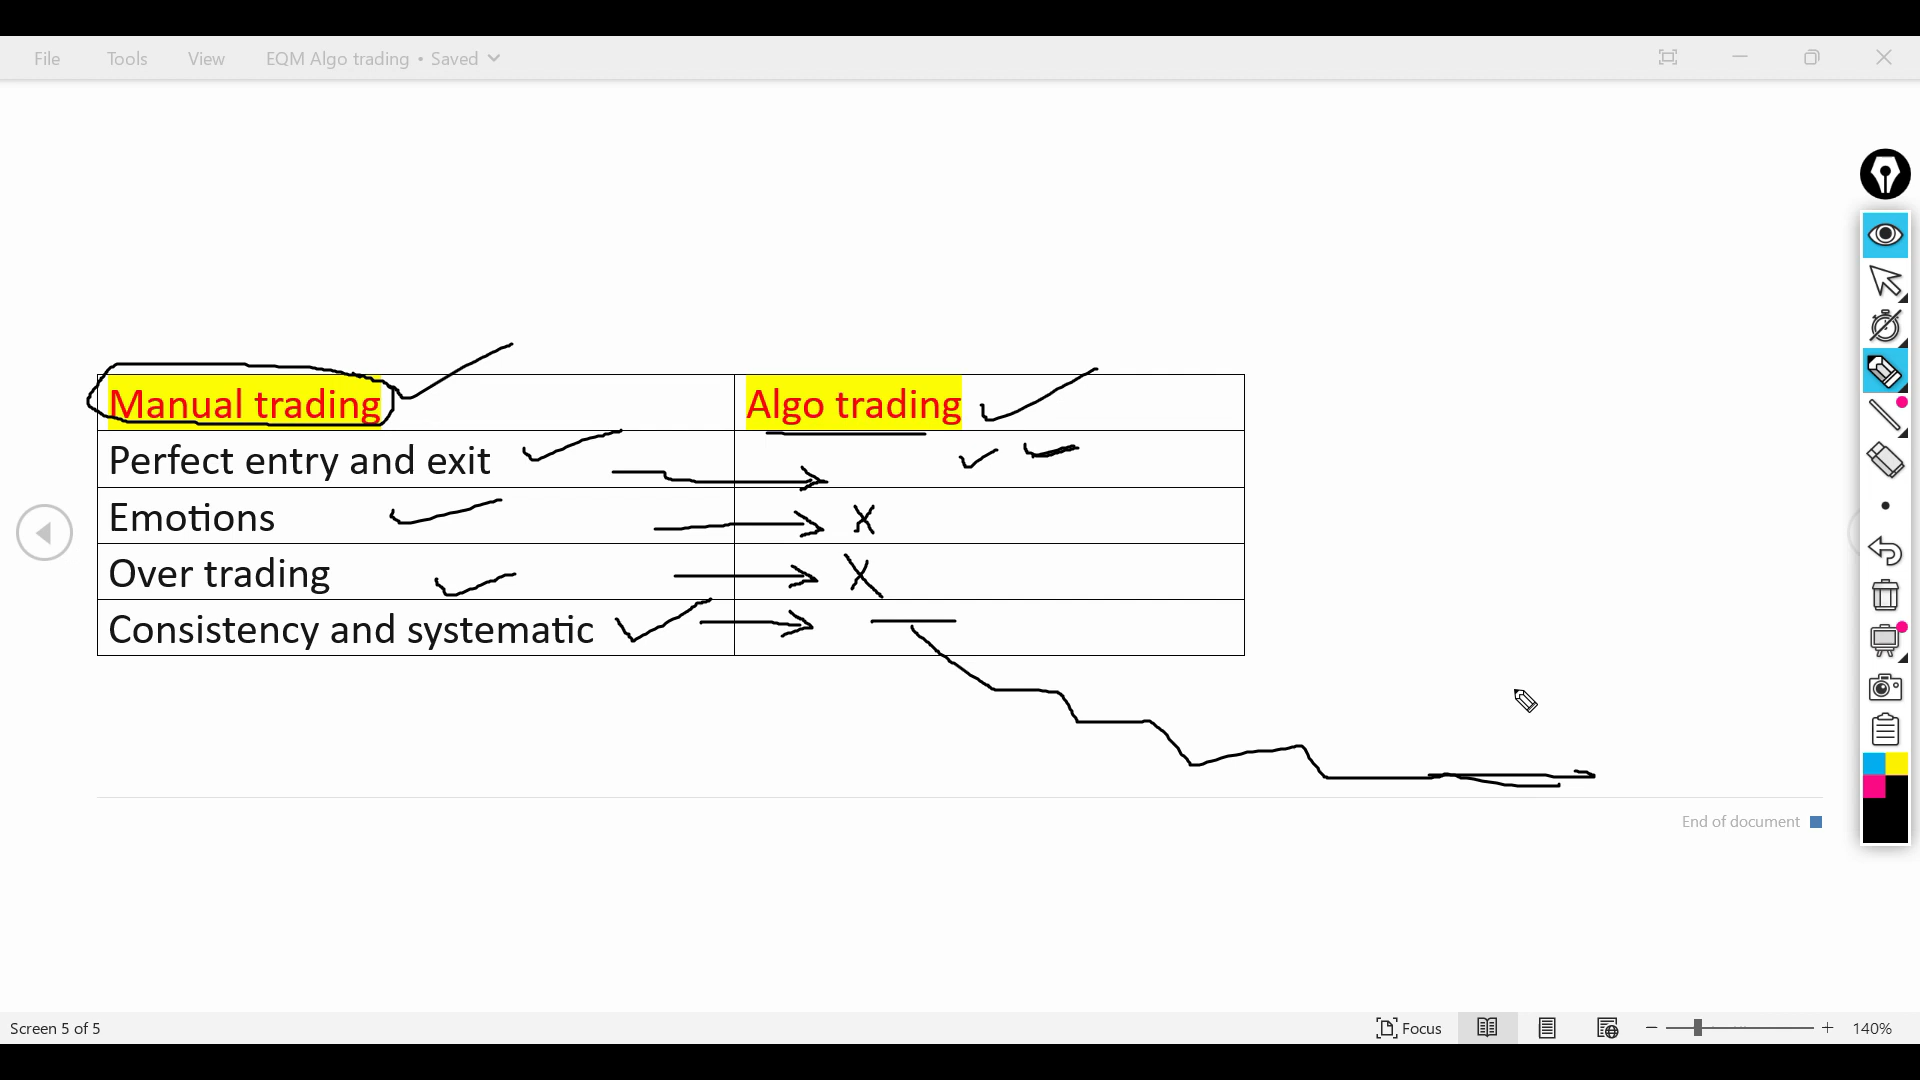 File Tools View EQM Algo trading • Saved
Manual trading Algo trading
Perfect entry and exit
Emotions X
Over trading X
Consistency and systematic
End of document
Screen 5 of 5 Focus 140%